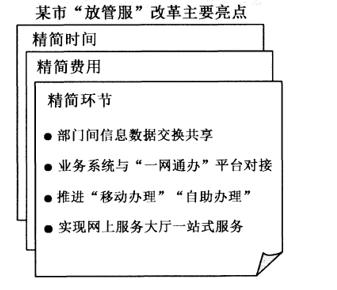 某市“放管服”改革主要亮点
精简时间
精简费用
精简环节
●部门间信息数据交换共享
●业务系统与“一网通办”平台对接
●推进“移动办理”“自助办理”
●实现网上服务大厅一站式服务